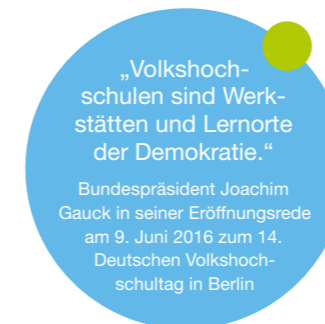 „Volkshoch-
schulen sind Werk-
stätten und Lernorte
der Demokratie.“
Bundespräsident Joachim
Gauck in seiner Eröffnungsrede
am 9. Juni 2016 zum 14.
Deutschen Volkshoch-
schultag in Berlin